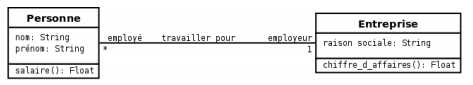 Personne
nom: String
prénom: String
salaire(): Float
employé travailler pour employeur
* 1
Entreprise
raison sociale: String
chiffre_d_affaires(): Float